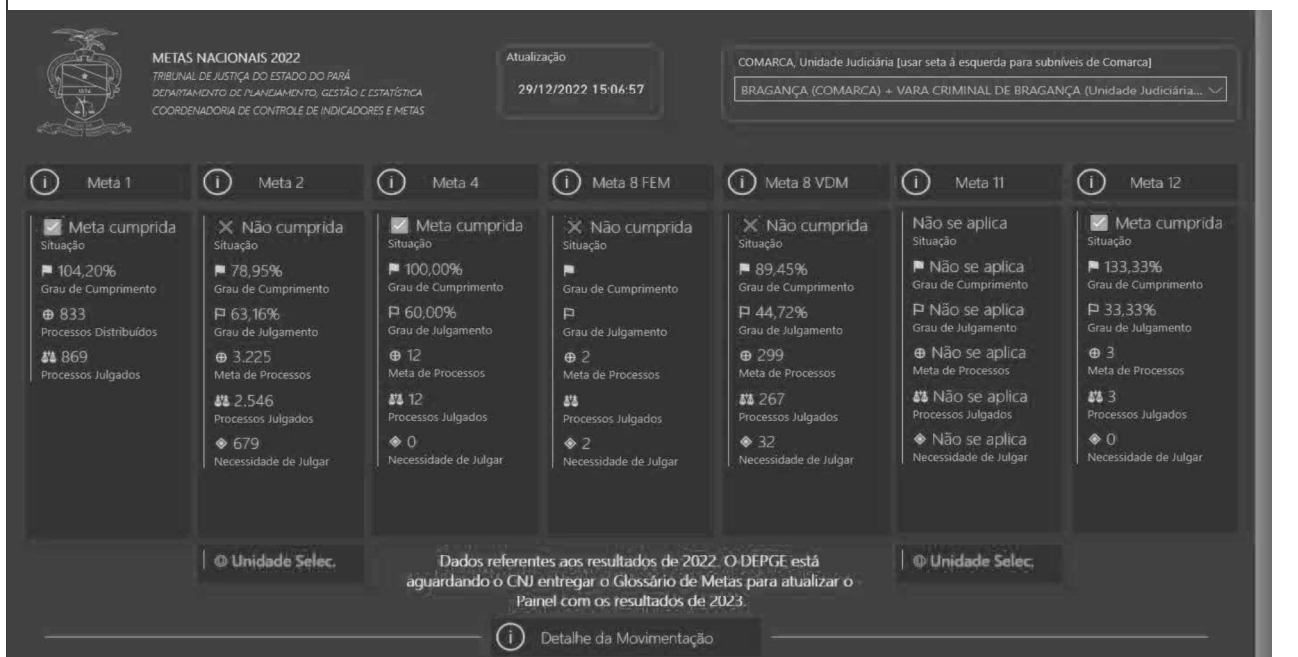 METAS NACIONAIS 2022
TRIBUNAL DE JUSTIÇA DO ESTADO DO PARÁ
DEPARTAMENTO DE PLANEJAMENTO, GESTÃO E ESTATÍSTICA
COORDENADORIA DE CONTROLE DE INDICADORES E METAS
Atualização
29/12/2022 15:06:57
COMARCA, Unidade Judiciária [usar seta à esquerda para subníveis de Comarca]
BRAGANÇA (COMARCA) + VARA CRIMINAL DE BRAGANÇA (Unidade Judiciária...
Meta 1
Meta cumprida
Situação
104,20%
Grau de Cumprimento
833
Processos Distribuídos
869
Processos Julgados
Meta 2
Não cumprida
Situação
78,95%
Grau de Cumprimento
63,16%
Grau de Julgamento
3.225
Meta de Processos
2.546
Processos Julgados
679
Necessidade de Julgar
Meta 4
Meta cumprida
Situação
100,00%
Grau de Cumprimento
60,00%
Grau de Julgamento
12
Meta de Processos
12
Processos Julgados
0
Necessidade de Julgar
Meta 8 FEM
Não cumprida
Situação
Grau de Cumprimento
Grau de Julgamento
2
Meta de Processos
Processos Julgados
2
Necessidade de Julgar
Meta 8 VDM
Não cumprida
Situação
89,45%
Grau de Cumprimento
44,72%
Grau de Julgamento
299
Meta de Processos
267
Processos Julgados
32
Necessidade de Julgar
Meta 11
Não se aplica
Situação
Não se aplica
Grau de Cumprimento
Não se aplica
Grau de Julgamento
Não se aplica
Meta de Processos
Não se aplica
Processos Julgados
Não se aplica
Necessidade de Julgar
Meta 12
Meta cumprida
Situação
133,33%
Grau de Cumprimento
33,33%
Grau de Julgamento
3
Meta de Processos
3
Processos Julgados
0
Necessidade de Julgar
Unidade Selec.
Dados referentes aos resultados de 2022. O DEPGE está
aguardando o CNJ entregar o Glossário de Metas para atualizar o
Painel com os resultados de 2023.
Unidade Selec.
Detalhe da Movimentação